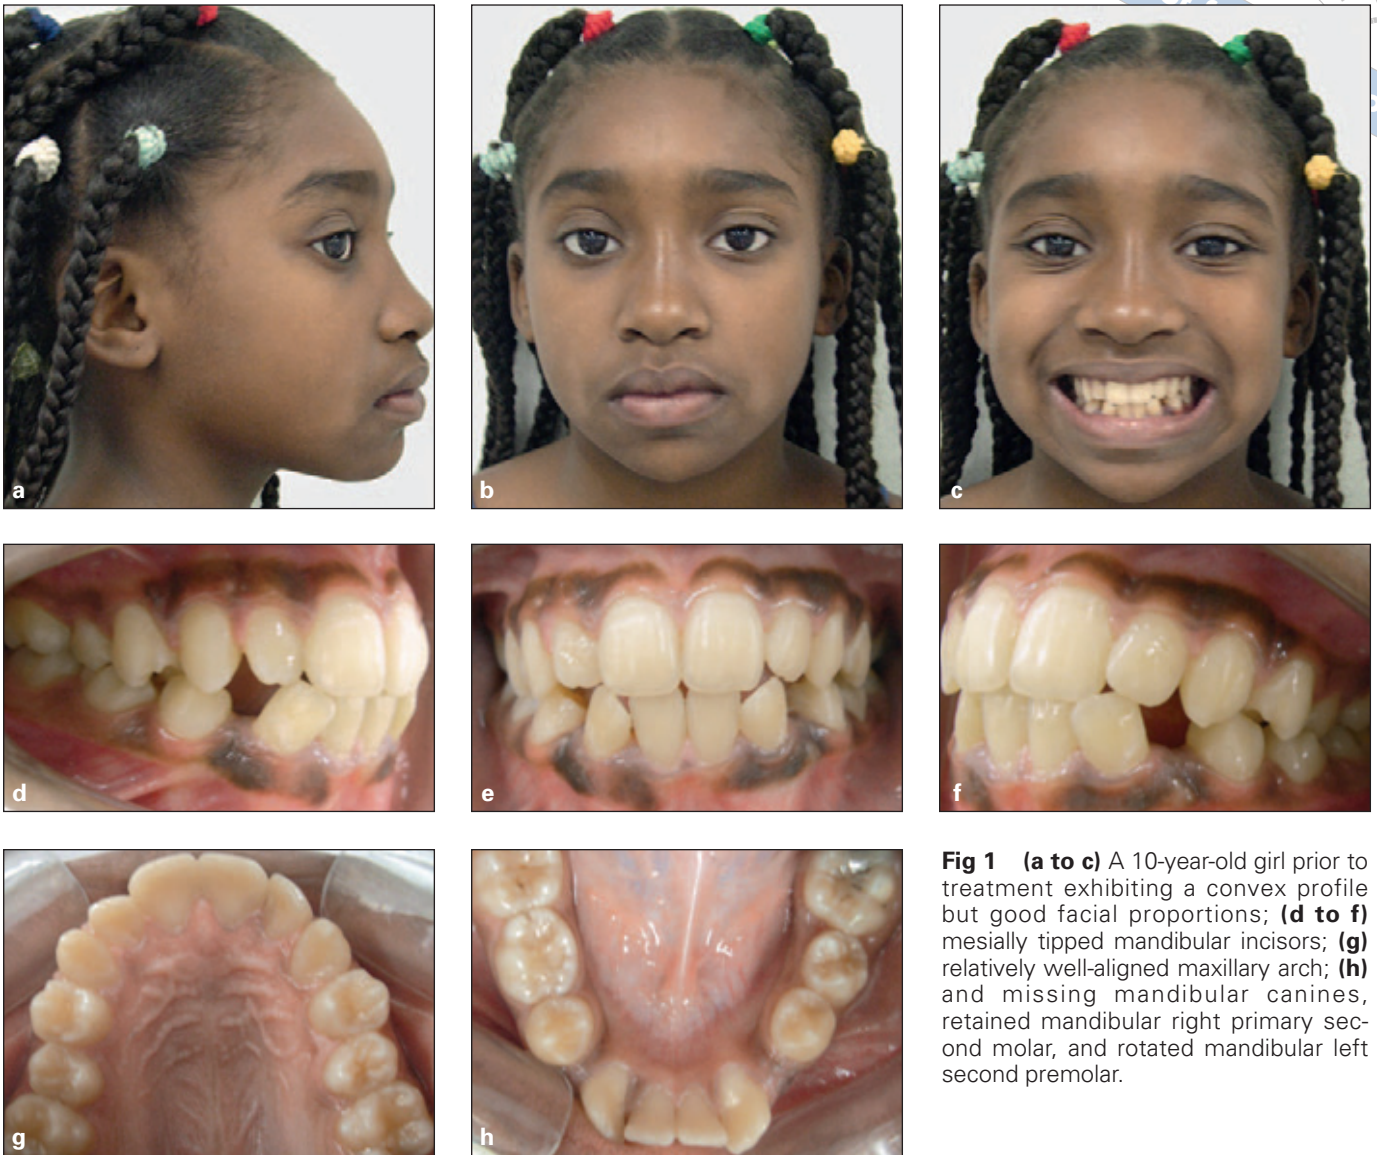 a
b
c
d
e
f
g
h
Fig 1 (a to c) A 10-year-old girl prior to
treatment exhibiting a convex profile
but good facial proportions; (d to f)
mesially tipped mandibular incisors; (g)
relatively well-aligned maxillary arch; (h)
and missing mandibular canines,
retained mandibular right primary sec-
ond molar, and rotated mandibular left
second premolar.